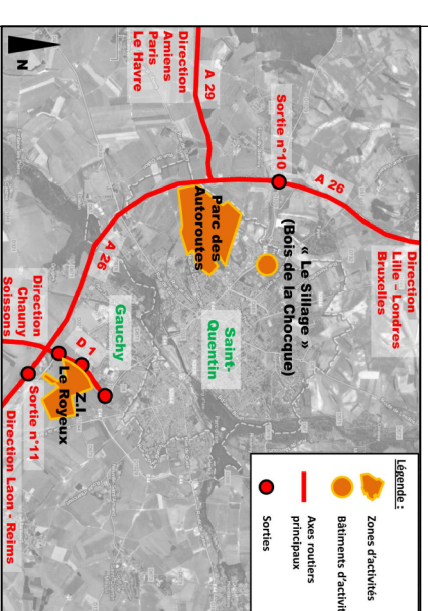 Direction
Lille – Londres
Bruxelles
Légende :
Zones d'activités
Bâtiments d'activit
Axes routiers
principaux
Sorties
A 26
Sortie n°10
« Le Sillage »
(Bois de la Chocque)
Saint-
Quentin
Parc des
Autoroutes
A 29
Direction
Amiens
Paris
Le Havre
A 26
Gauchy
D 1
Z.I.
Le Royeux
Sortie n°11
Direction
Chauny
Soissons
Direction Laon - Reims
N